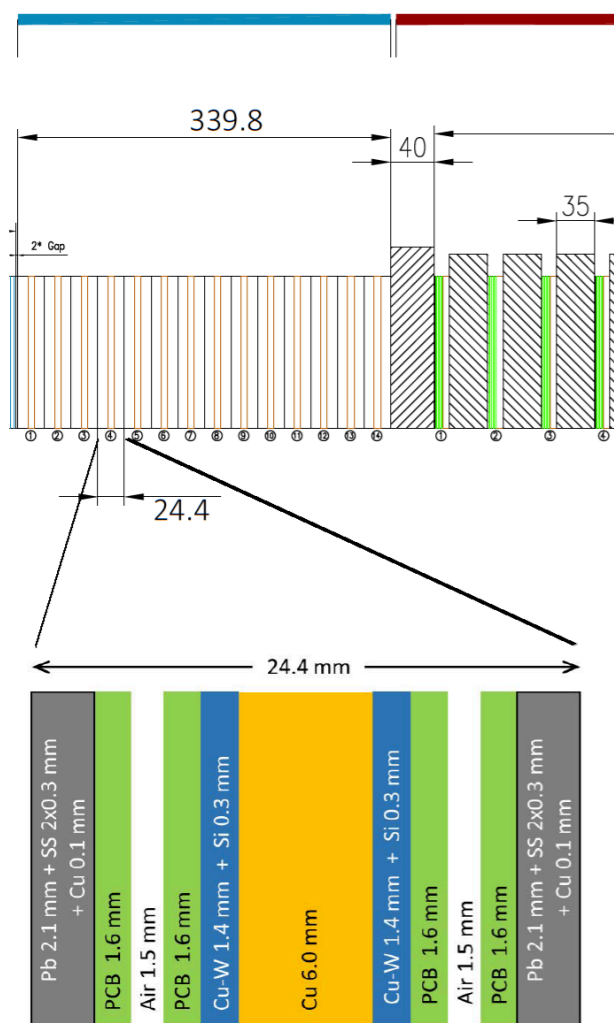 339.8
40
35
2* Gap
① ② ③ ④ ⑤ ⑥ ⑦ ⑧ ⑨ ⑩ ⑪ ⑫ ⑬ ⑭ ① ② ③ ④
24.4
24.4 mm
Pb 2.1 mm + SS 2x0.3 mm
+ Cu 0.1 mm
PCB 1.6 mm
Air 1.5 mm
PCB 1.6 mm
Cu-W 1.4 mm + Si 0.3 mm
Cu 6.0 mm
Cu-W 1.4 mm + Si 0.3 mm
PCB 1.6 mm
Air 1.5 mm
PCB 1.6 mm
Pb 2.1 mm + SS 2x0.3 mm
+ Cu 0.1 mm